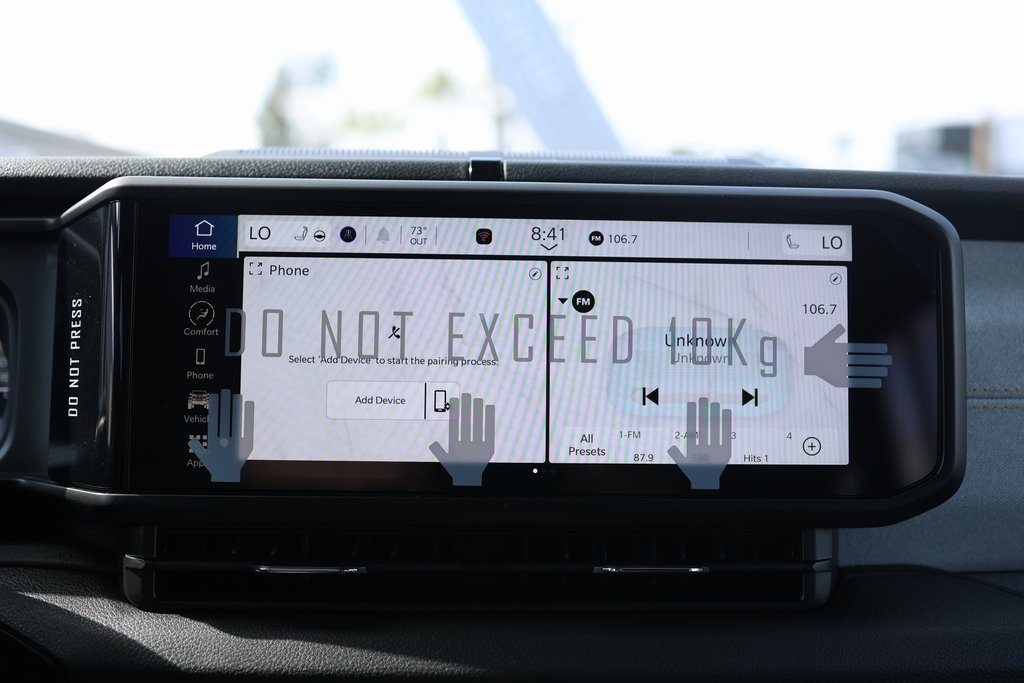 Home
LO
73°
OUT
8:41
FM
106.7
LO
Media
Comfort
Phone
Apps
DO NOT PRESS
Phone
DO NOT EXCEED 10Kg
Select 'Add Device' to start the pairing process.
Add Device
FM
106.7
Unknown
Unknown
All
Presets
1-FM
87.9
3
Hits 1
4